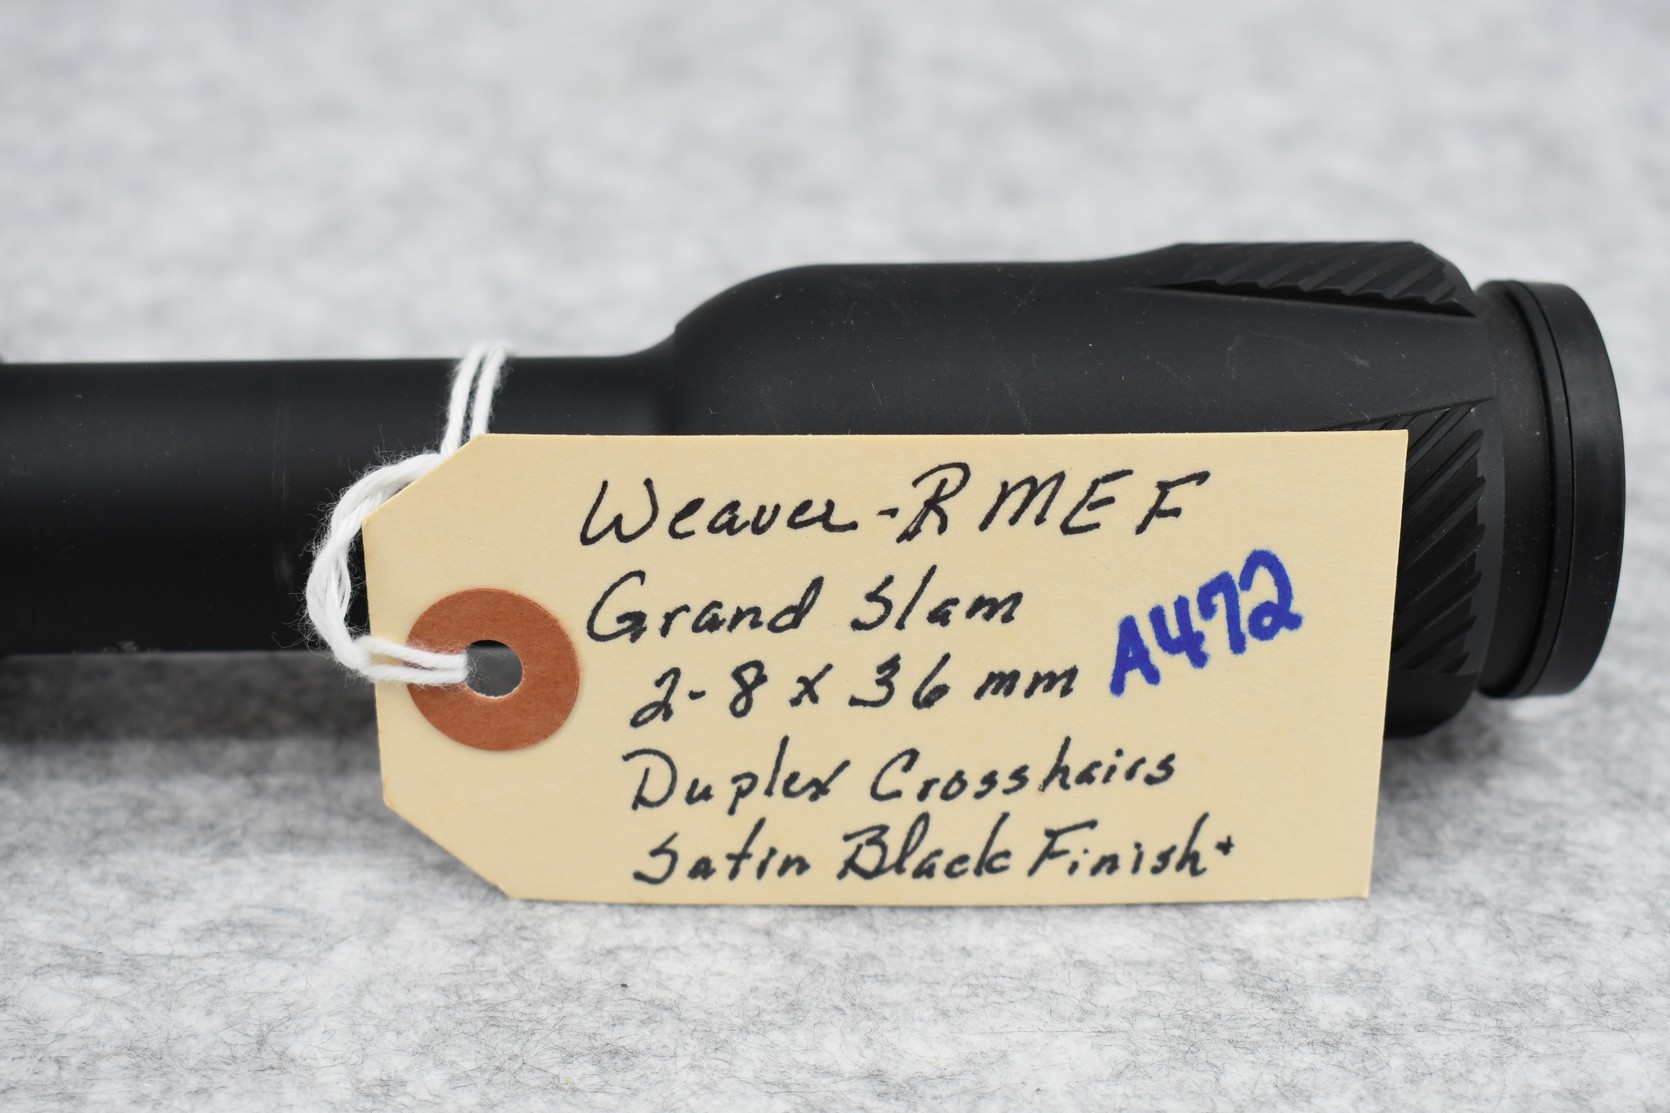 Weaver-RMEF
Grand Slam
A472
2-8 x 36 mm
Duplex Crosshairs
Satin Black Finish+